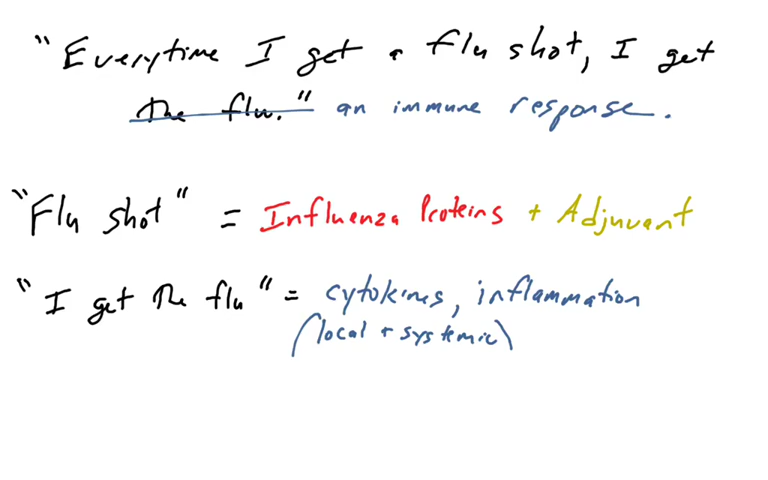 "Everytime I get a flu shot, I get
the flu." an immune response.
"Flu shot" = Influenza Proteins + Adjuvant
"I get the flu" = cytokines, inflammation
(local + systemic)